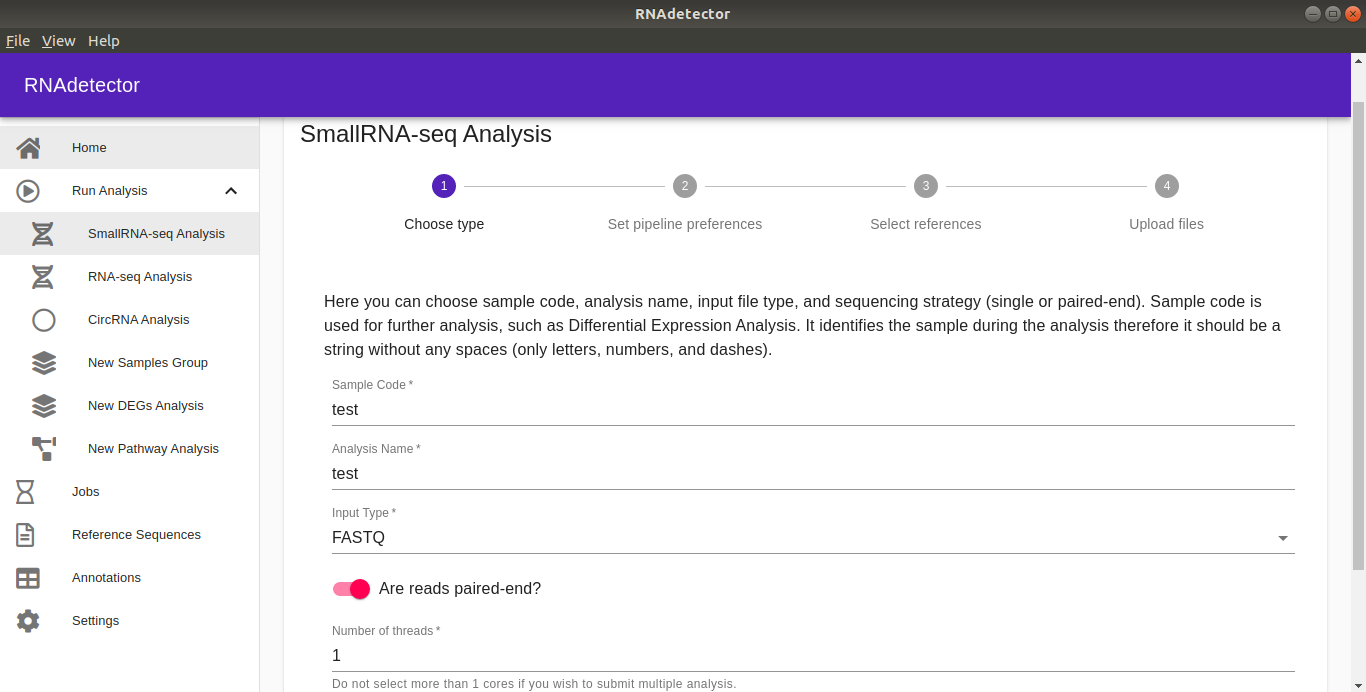 RNAdetector
File View Help
RNAdetector
Home
Run Analysis
SmallRNA-seq Analysis
RNA-seq Analysis
CircRNA Analysis
New Samples Group
New DEGs Analysis
New Pathway Analysis
Jobs
Reference Sequences
Annotations
Settings
SmallRNA-seq Analysis
1 2 3 4
Choose type Set pipeline preferences Select references Upload files
Here you can choose sample code, analysis name, input file type, and sequencing strategy (single or paired-end). Sample code is
used for further analysis, such as Differential Expression Analysis. It identifies the sample during the analysis therefore it should be a
string without any spaces (only letters, numbers, and dashes).
Sample Code *
test
Analysis Name *
test
Input Type *
FASTQ
Are reads paired-end?
Number of threads *
1
Do not select more than 1 cores if you wish to submit multiple analysis.